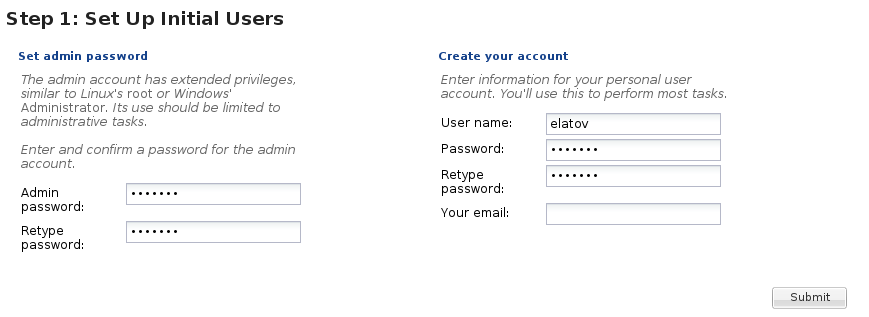 Step 1: Set Up Initial Users
Set admin password
The admin account has extended privileges,
similar to Linux's root or Windows'
Administrator. Its use should be limited to
administrative tasks.
Enter and confirm a password for the admin
account.
Admin
password:
•••••••
Retype
password:
•••••••
Create your account
Enter information for your personal user
account. You'll use this to perform most tasks.
User name: elatov
Password: •••••••
Retype
password:
•••••••
Your email:
Submit